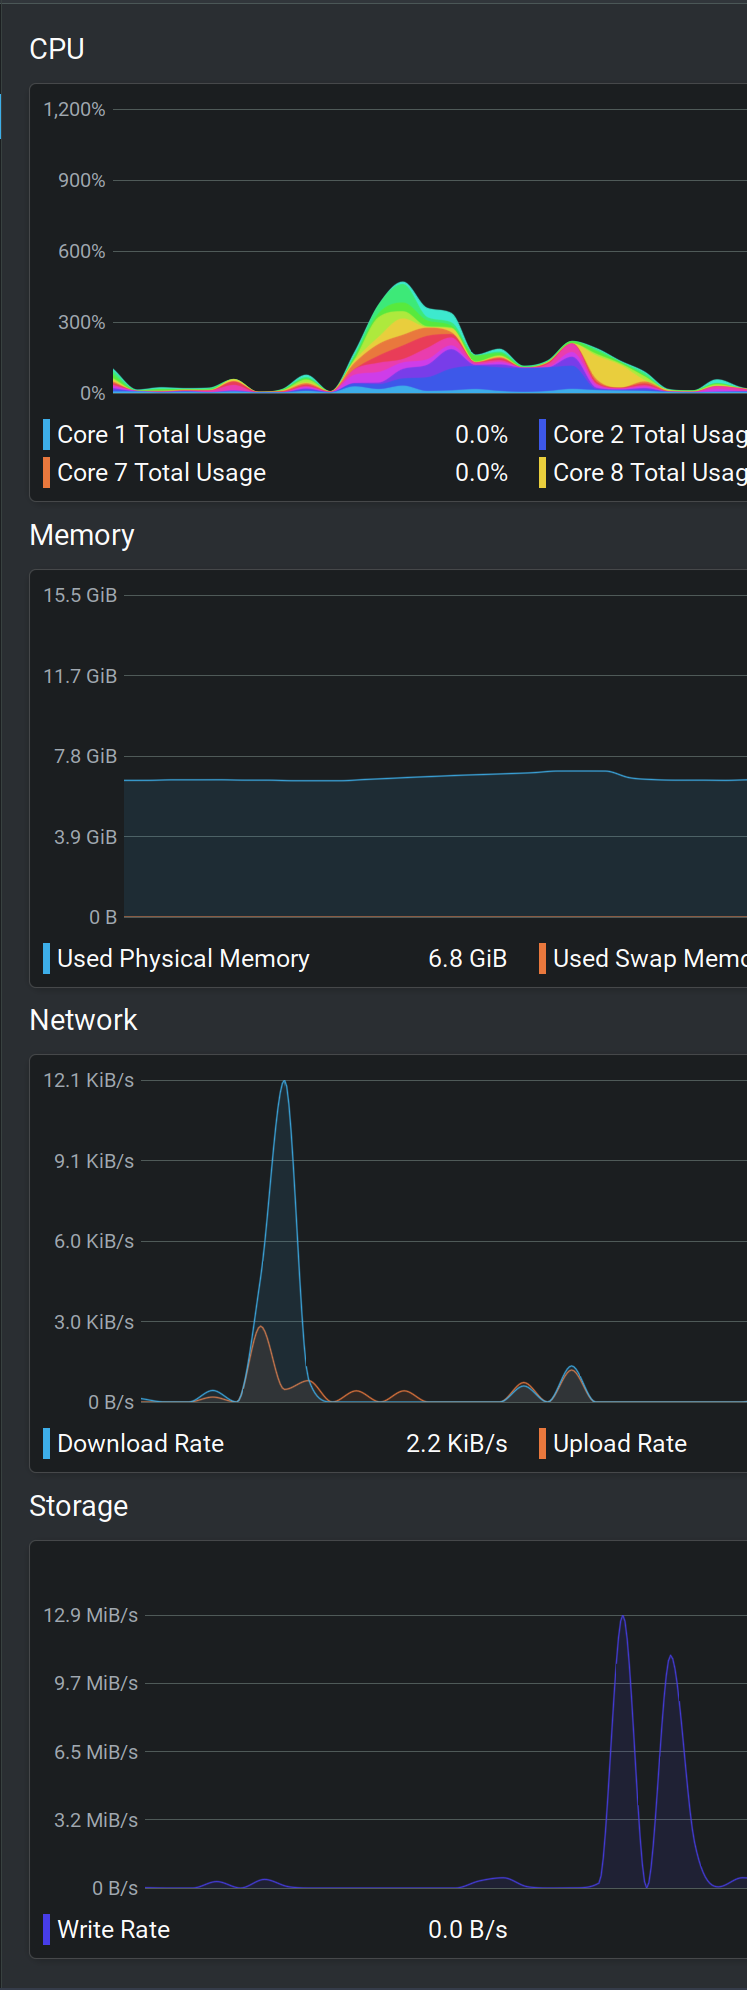 CPU
1,200%
900%
600%
300%
0%
Core 1 Total Usage 0.0% Core 2 Total Usag
Core 7 Total Usage 0.0% Core 8 Total Usag
Memory
15.5 GiB
11.7 GiB
7.8 GiB
3.9 GiB
0 B
Used Physical Memory 6.8 GiB Used Swap Memo
Network
12.1 KiB/s
9.1 KiB/s
6.0 KiB/s
3.0 KiB/s
0 B/s
Download Rate 2.2 KiB/s Upload Rate
Storage
12.9 MiB/s
9.7 MiB/s
6.5 MiB/s
3.2 MiB/s
0 B/s
Write Rate 0.0 B/s